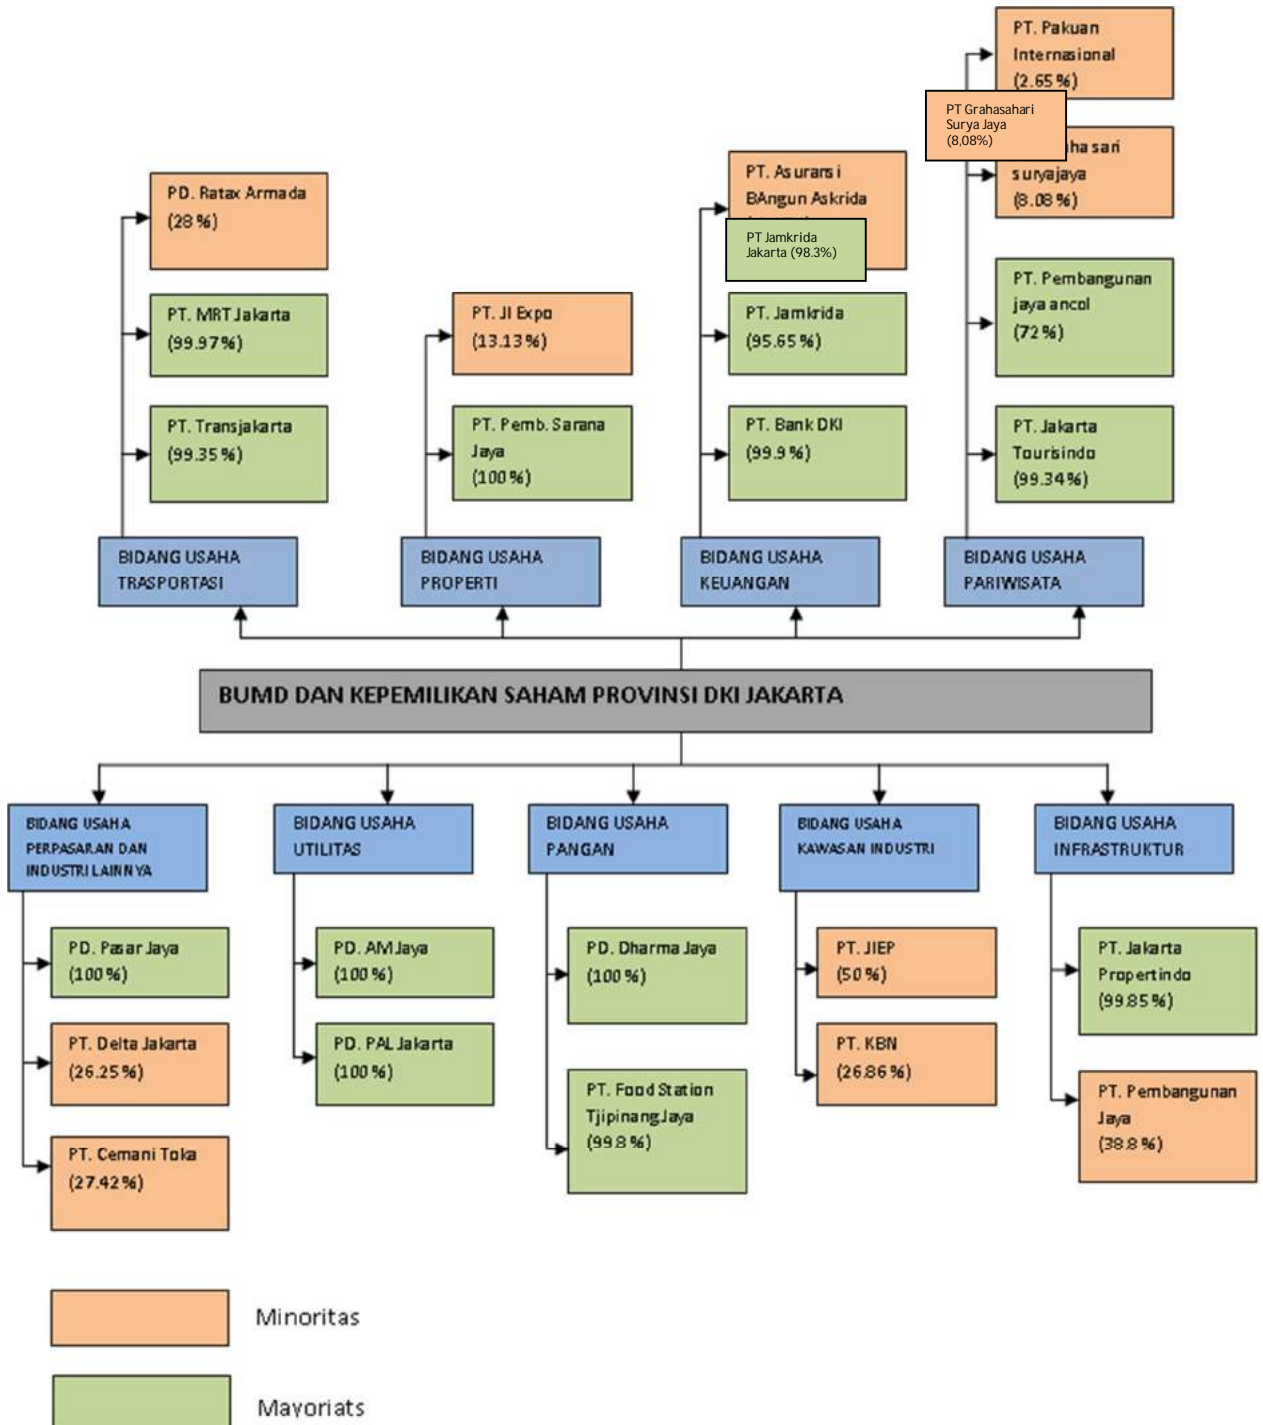 PT. Pakuan
Internasional
(2.65%)
PT Grahasahari
Surya Jaya
(8,08%)
suryajaya
(8.08%)
PT. Pembangunan
jaya ancol
(72%)
PT. Jakarta
Tourisindo
(99.34%)
BIDANG USAHA
PARIWISATA
PT. Asuransi
BAngun Askrida
PT Jamkrida
Jakarta (98.3%)
PT. Jamkrida
(95.65%)
PT. Bank DKI
(99.9%)
BIDANG USAHA
KEUANGAN
PT. JI Expo
(13.13%)
PT. Pemb. Sarana
Jaya
(100%)
BIDANG USAHA
PROPERTI
PD. Ratax Armada
(28%)
PT. MRT Jakarta
(99.97%)
PT. Transjakarta
(99.35%)
BIDANG USAHA
TRASPORTASI
BUMD DAN KEPEMILIKAN SAHAM PROVINSI DKI JAKARTA
BIDANG USAHA
PERPASARAN DAN
INDUSTRI LAINNYA
PD. Pasar Jaya
(100%)
PT. Delta Jakarta
(26.25%)
PT. Cemani Toka
(27.42%)
BIDANG USAHA
UTILITAS
PD. AM Jaya
(100%)
PD. PAL Jakarta
(100%)
BIDANG USAHA
PANGAN
PD. Dharma Jaya
(100%)
PT. Food Station
Tjipinang Jaya
(99.8%)
BIDANG USAHA
KAWASAN INDUSTRI
PT. JIEP
(50%)
PT. KBN
(26.86%)
BIDANG USAHA
INFRASTRUKTUR
PT. Jakarta
Propertindo
(99.85%)
PT. Pembangunan
Jaya
(38.8%)
Minoritas
Mayoriats